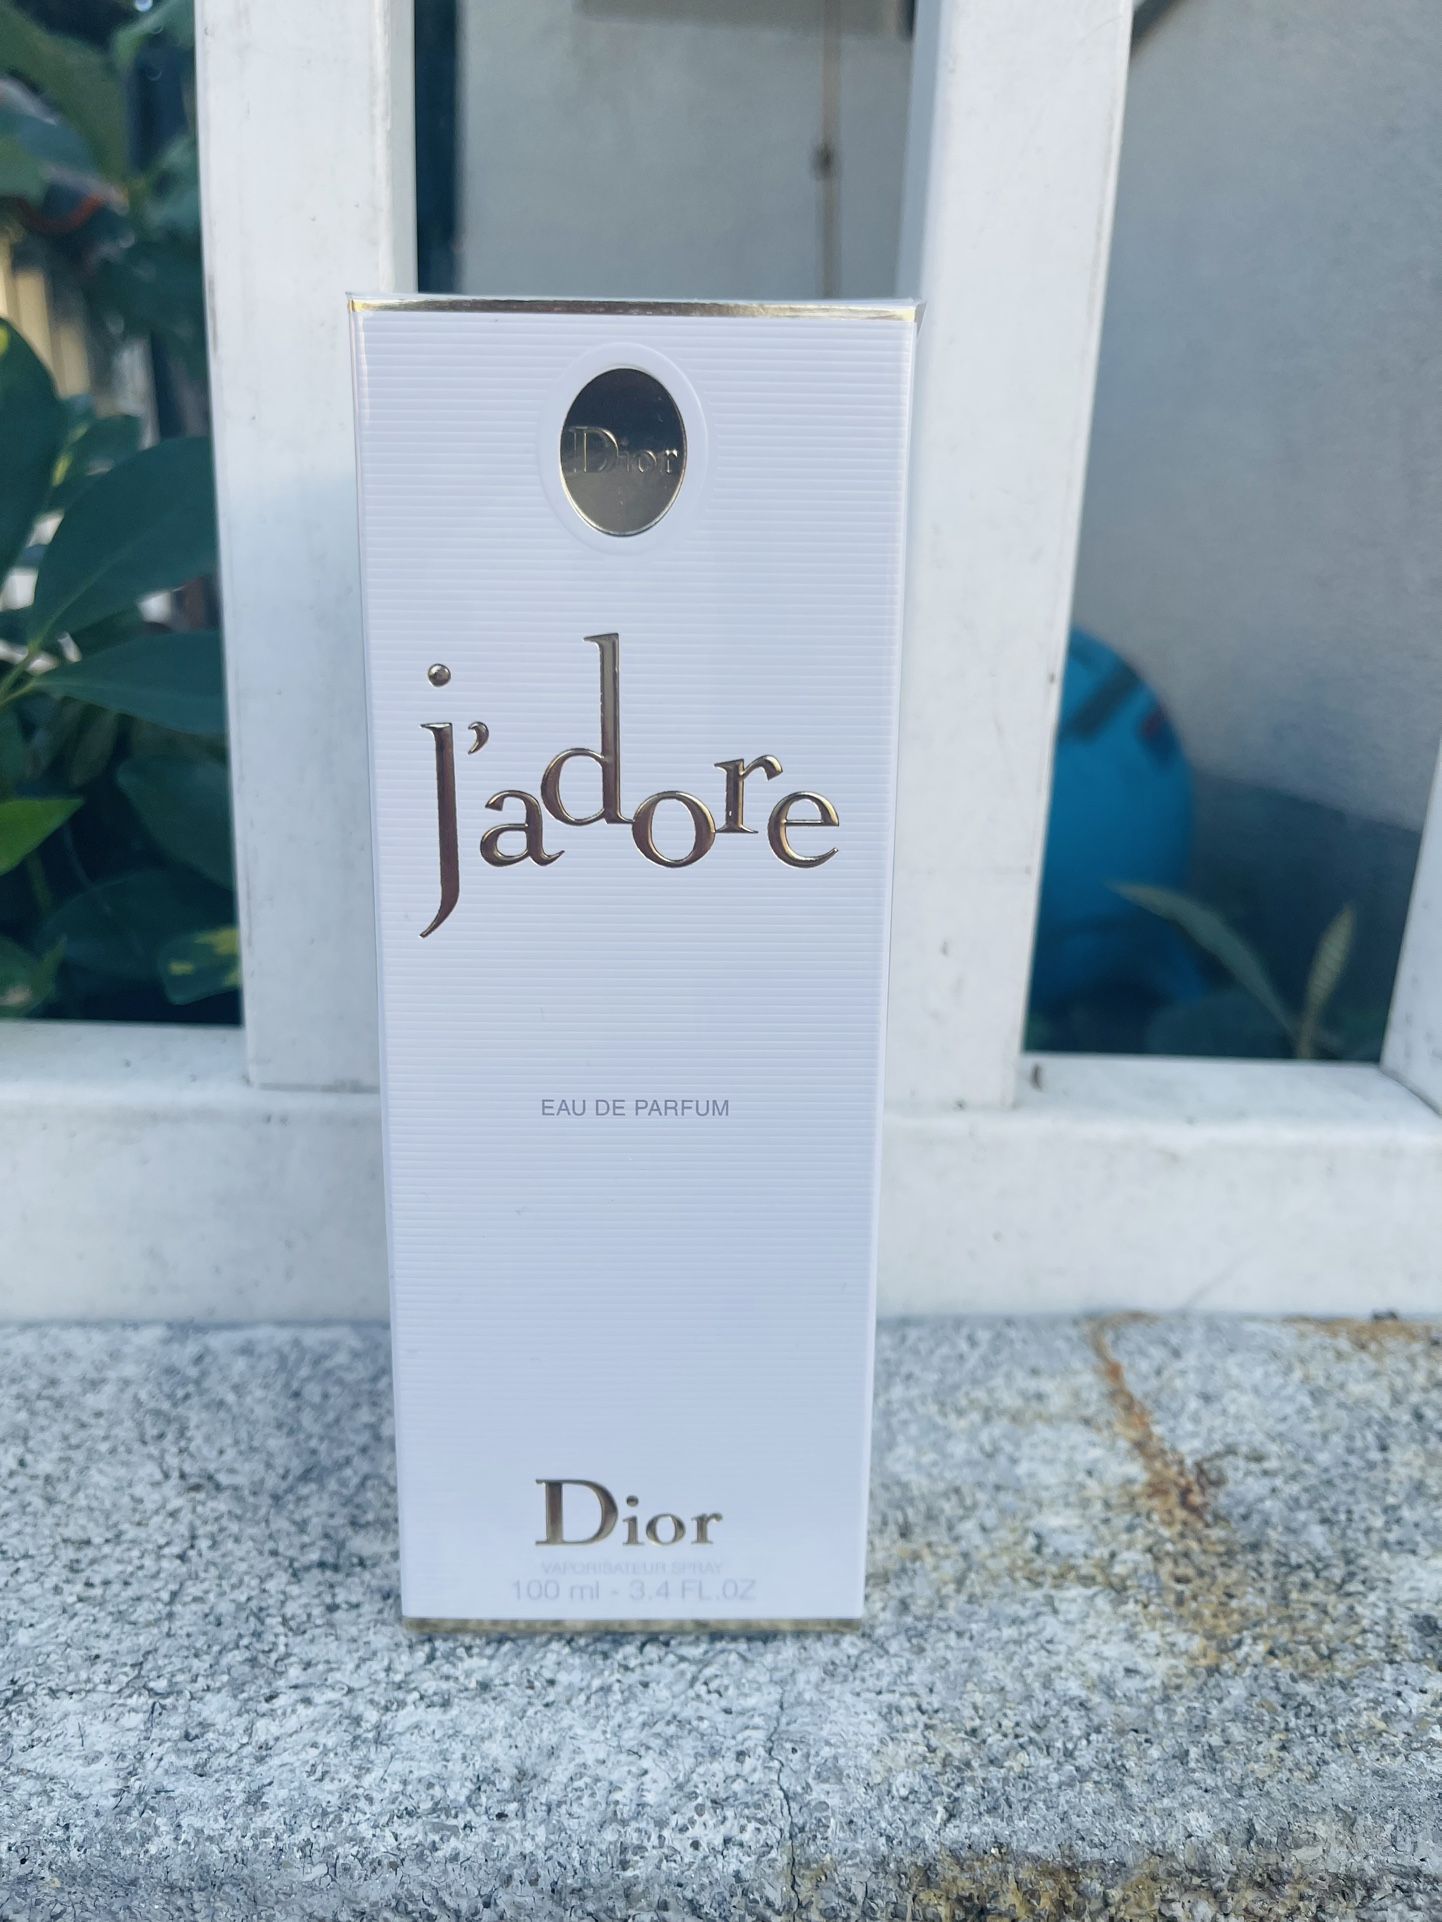 Dior
j'adore
EAU DE PARFUM
Dior
VAPORISATEUR SPRAY
100 ml - 3.4 FL.OZ